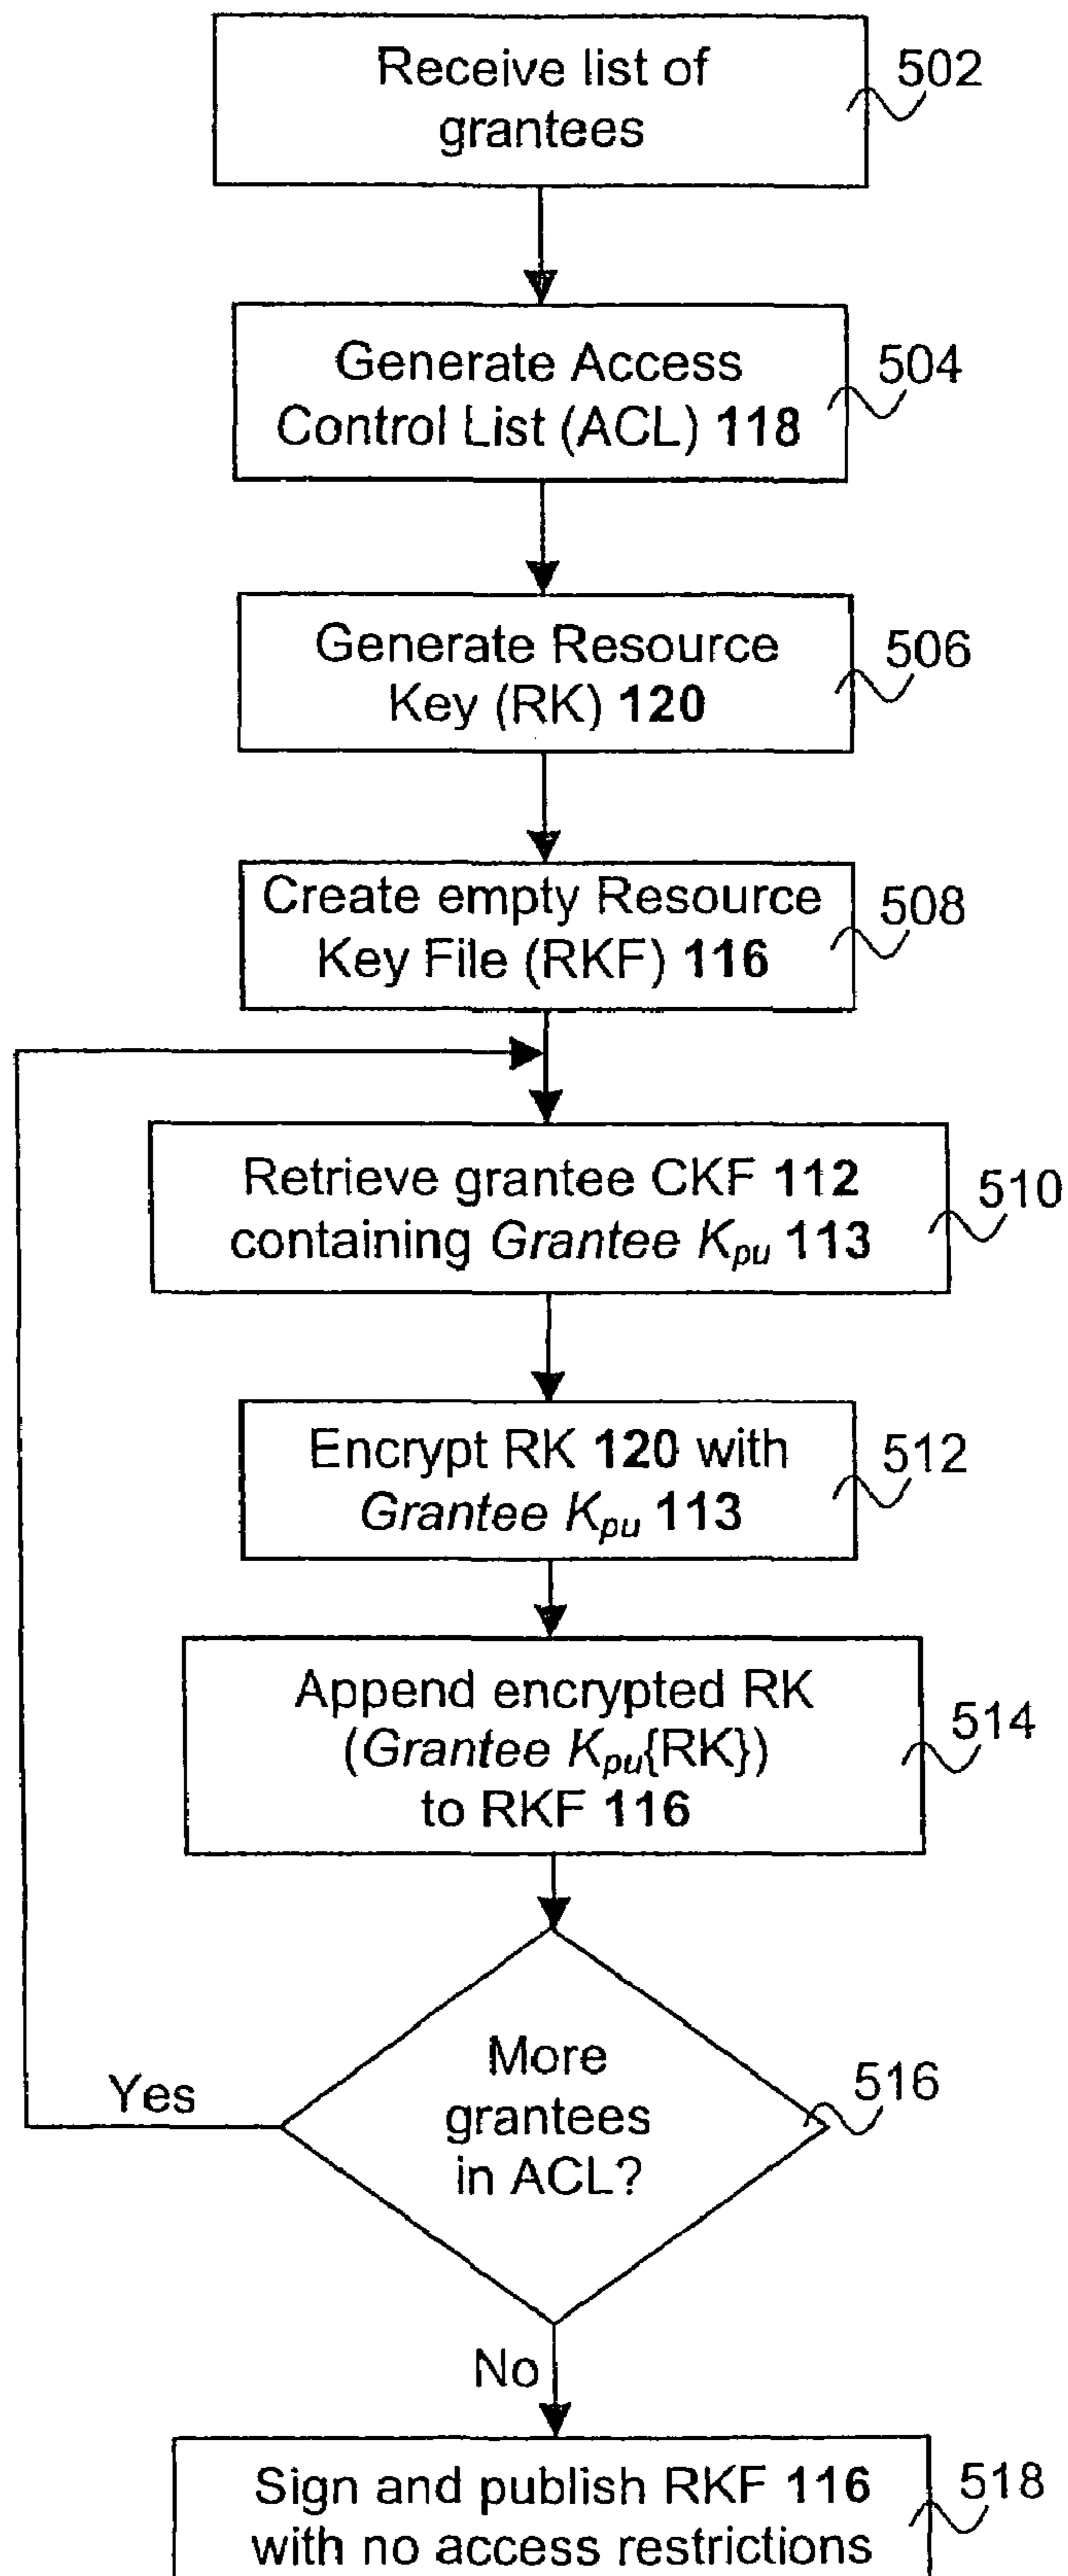 Receive list of
grantees
502
Generate Access
Control List (ACL) 118
504
Generate Resource
Key (RK) 120
506
Create empty Resource
Key File (RKF) 116
508
Retrieve grantee CKF 112
containing Grantee Kpu 113
510
Encrypt RK 120 with
Grantee Kpu 113
512
Append encrypted RK
(Grantee Kpu{RK})
to RKF 116
514
More
grantees
in ACL?
516
Yes
No
Sign and publish RKF 116
with no access restrictions
518